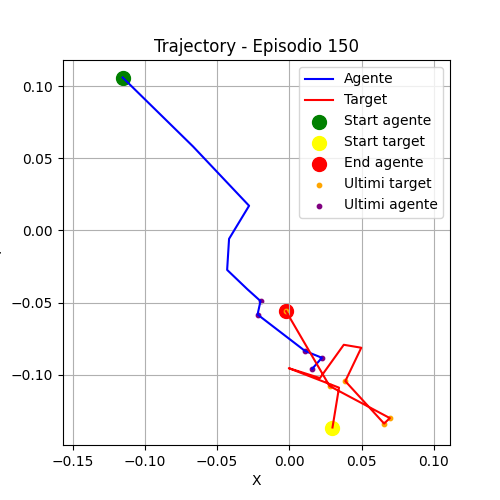 Trajectory - Episodio 150
Agente
Target
Start agente
Start target
End agente
Ultimi target
Ultimi agente
0.10
0.05
0.00
−0.05
−0.10
−0.15
−0.10
−0.05
0.00
0.05
0.10
X